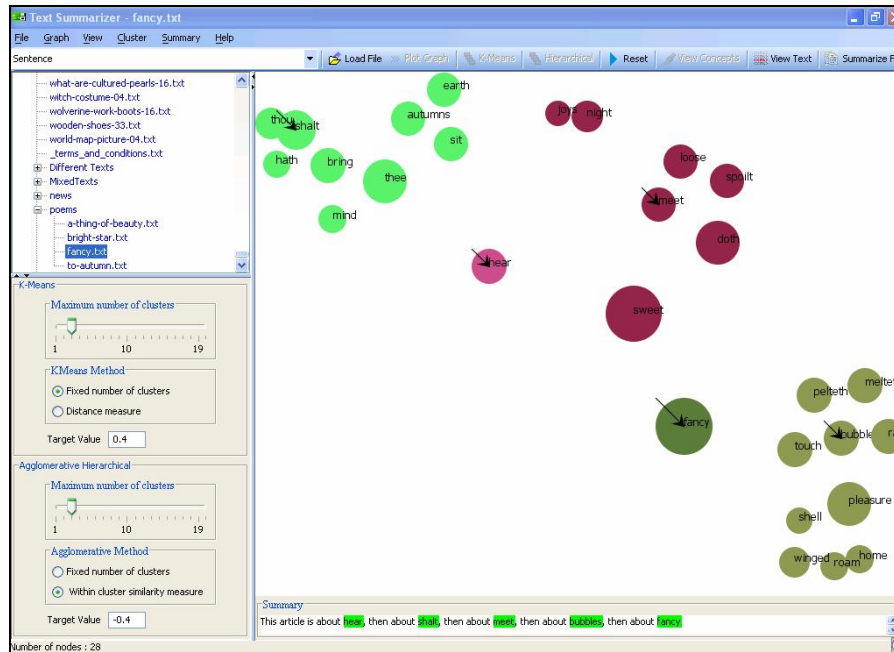 Text Summarizer - fancy.txt
File Graph View Cluster Summary Help
Sentence Load File Plot Graph K-Means Hierarchical Reset View Concepts View Text Summarize F
what-are-cultured-pearls-16.txt
witch-costume-04.txt
wolverine-work-boots-16.txt
wooden-shoes-33.txt
world-map-picture-04.txt
_terms_and_conditions.txt
Different Texts
MixedTexts
news
poems
a-thing-of-beauty.txt
bright-star.txt
fancy.txt
to-autumn.txt
K-Means
Maximum number of clusters
1 10 19
KMeans Method
Fixed number of clusters
Distance measure
Target Value 0.4
Agglomerative Hierarchical
Maximum number of clusters
1 10 19
Agglomerative Method
Fixed number of clusters
Within cluster similarity measure
Target Value -0.4
Number of nodes : 28
earth
autumns
thou
shalt
sit
hath
bring
thee
mind
joys
night
loose
spoilt
meet
doth
hear
sweet
fancy
pelteth
meltet
bubble
ra
touch
pleasure
shell
winged
roam
home
Summary
This article is about hear, then about shalt, then about meet, then about bubbles, then about fancy